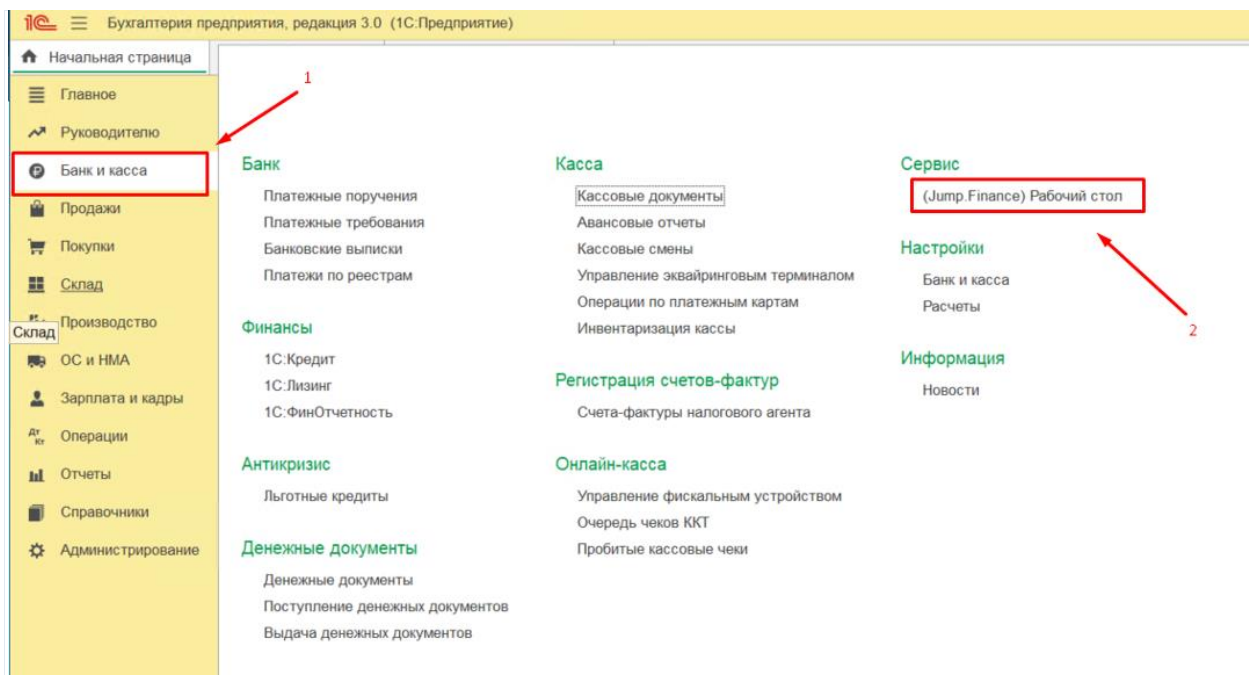 1С Бухгалтерия предприятия, редакция 3.0 (1С:Предприятие)
Начальная страница
Главное
Руководителю
Банк и касса
Продажи
Покупки
Склад
Производство
Склад
ОС и НМА
Зарплата и кадры
Дт Кт Операции
Отчеты
Справочники
Администрирование
1
Банк
Платежные поручения
Платежные требования
Банковские выписки
Платежи по реестрам
Финансы
1С:Кредит
1С:Лизинг
1С:ФинОтчетность
Антикризис
Льготные кредиты
Денежные документы
Денежные документы
Поступление денежных документов
Выдача денежных документов
Касса
Кассовые документы
Авансовые отчеты
Кассовые смены
Управление эквайринговым терминалом
Операции по платежным картам
Инвентаризация кассы
Регистрация счетов-фактур
Счета-фактуры налогового агента
Онлайн-касса
Управление фискальным устройством
Очередь чеков ККТ
Пробитые кассовые чеки
Сервис
(Jump.Finance) Рабочий стол
Настройки
Банк и касса
Расчеты
2
Информация
Новости